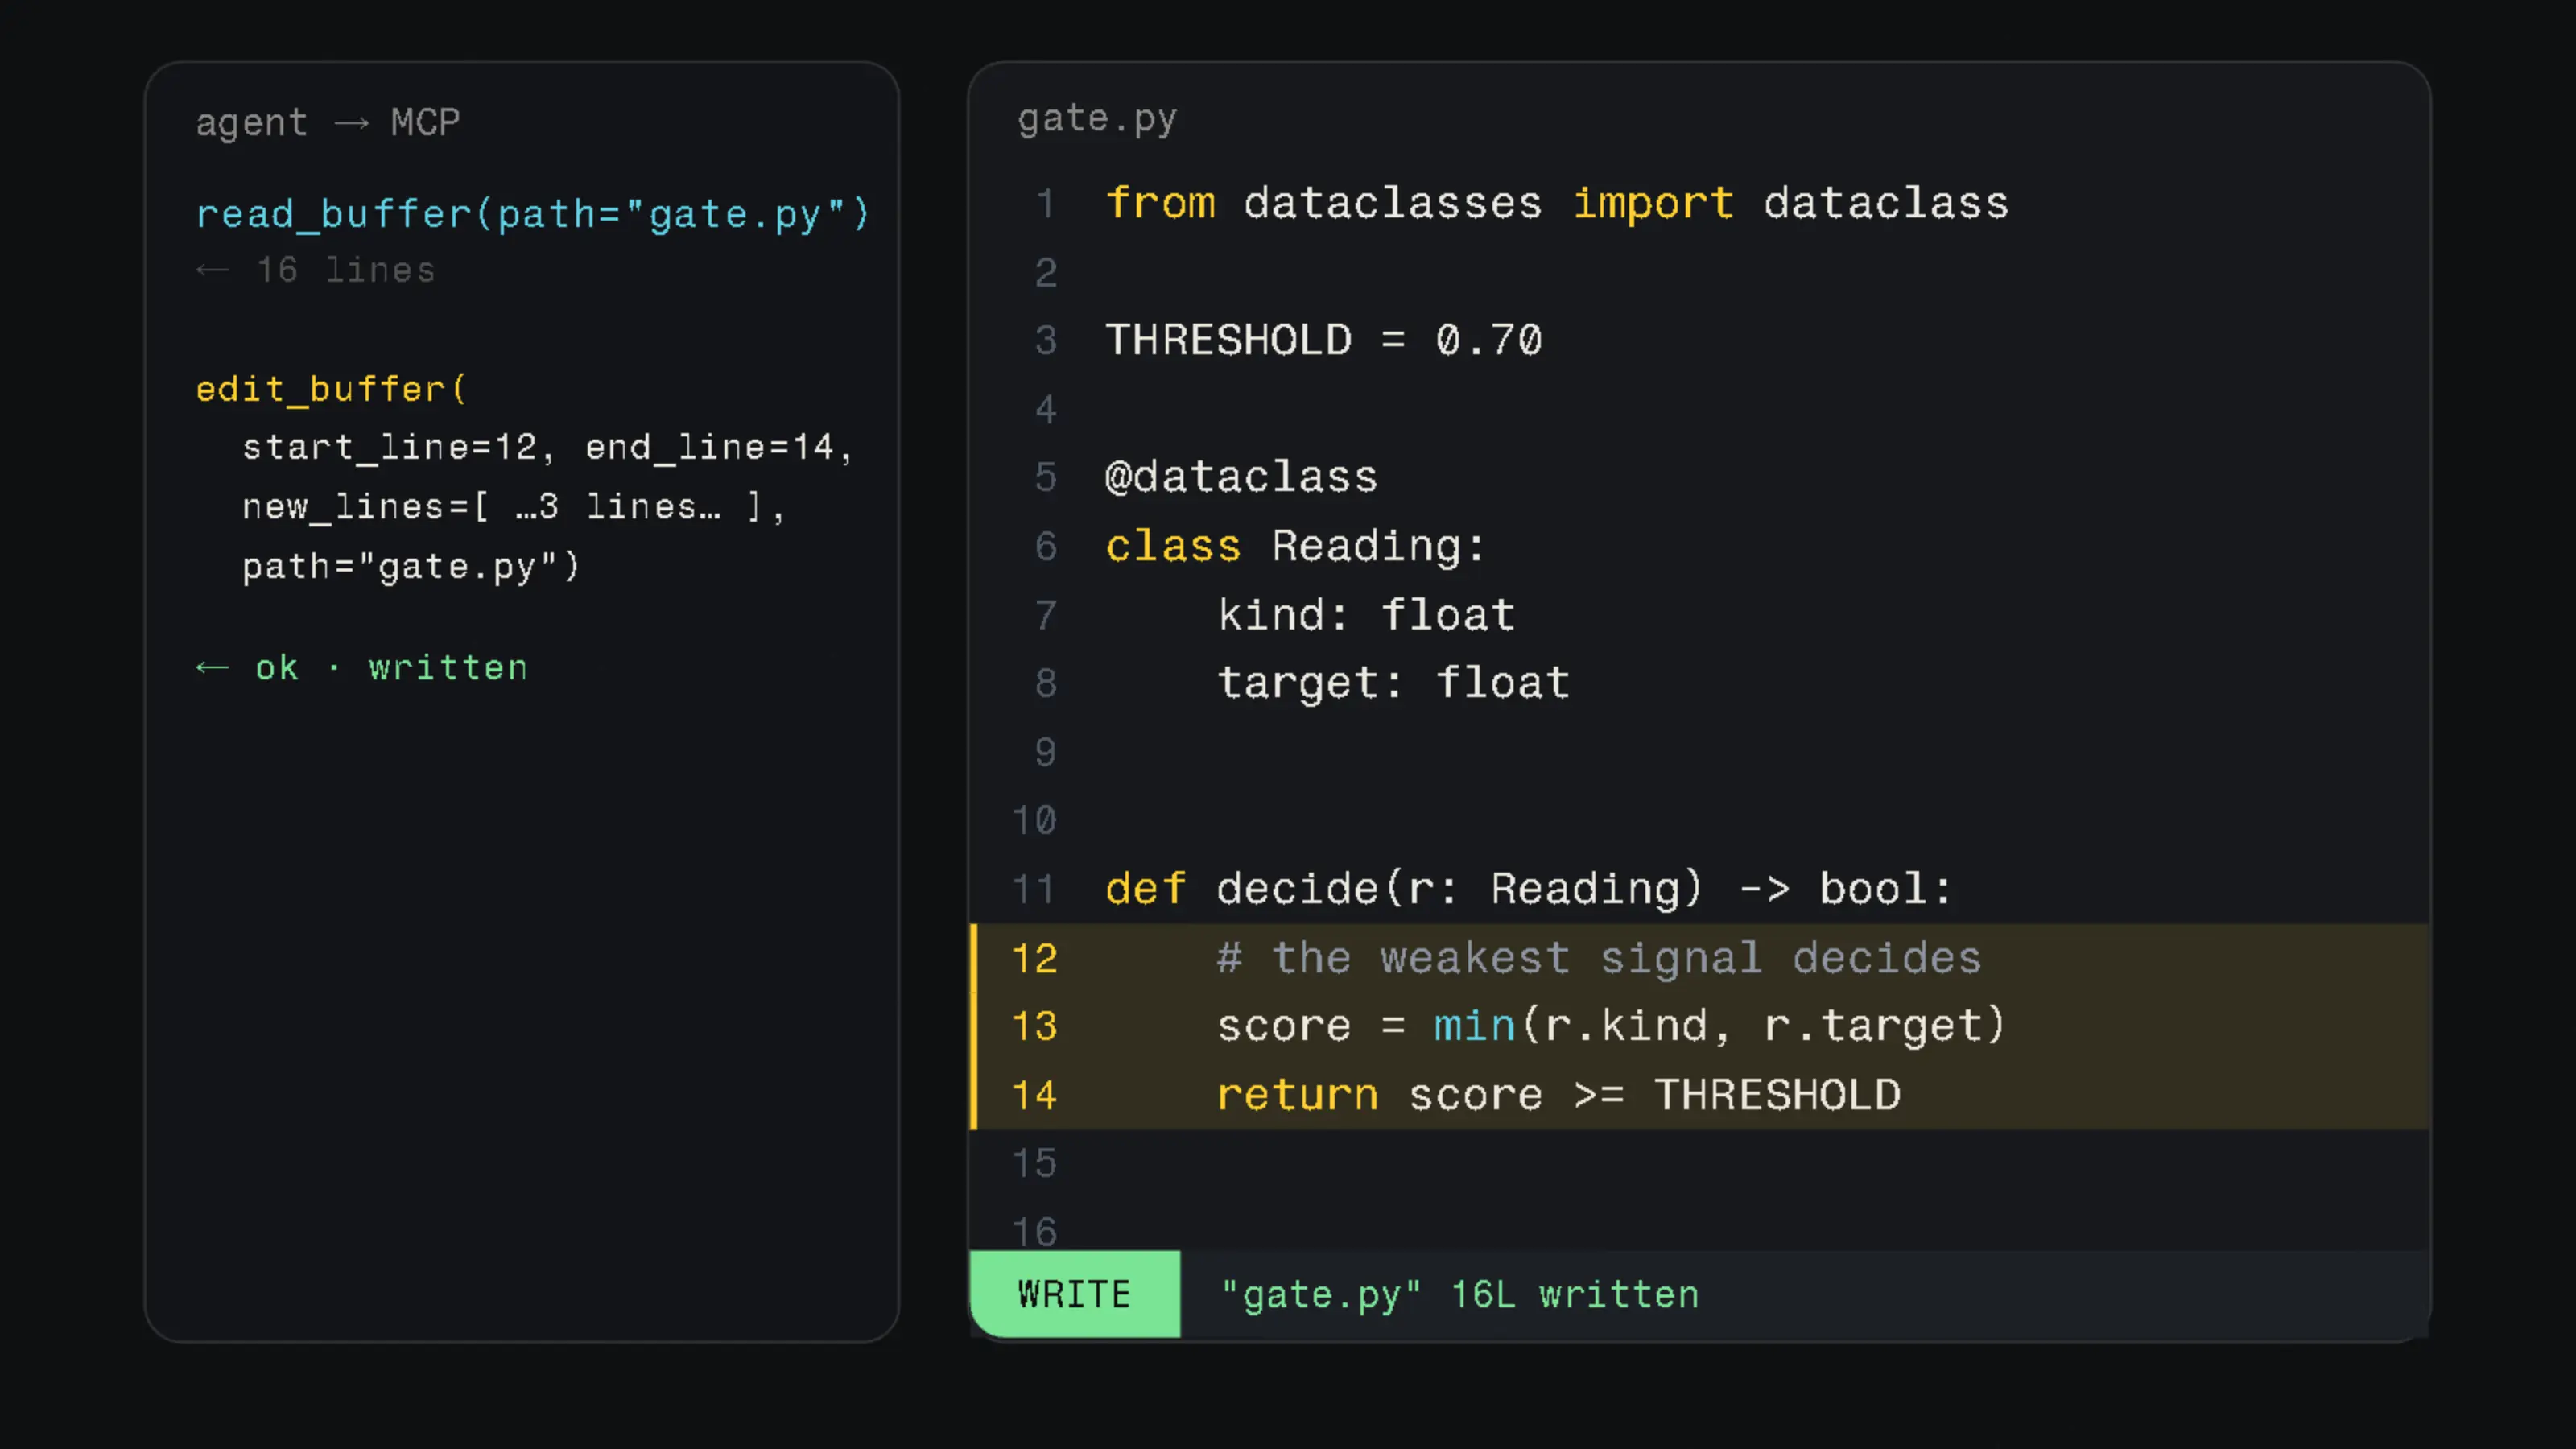 agent → MCP
read_buffer(path="gate.py")
← 16 lines
edit_buffer(
  start_line=12, end_line=14,
  new_lines=[ …3 lines… ],
  path="gate.py")
← ok · written
gate.py
1 from dataclasses import dataclass
2
3 THRESHOLD = 0.70
4
5 @dataclass
6 class Reading:
7     kind: float
8     target: float
9
10
11 def decide(r: Reading) -> bool:
12     # the weakest signal decides
13     score = min(r.kind, r.target)
14     return score >= THRESHOLD
15
16
WRITE "gate.py" 16L written